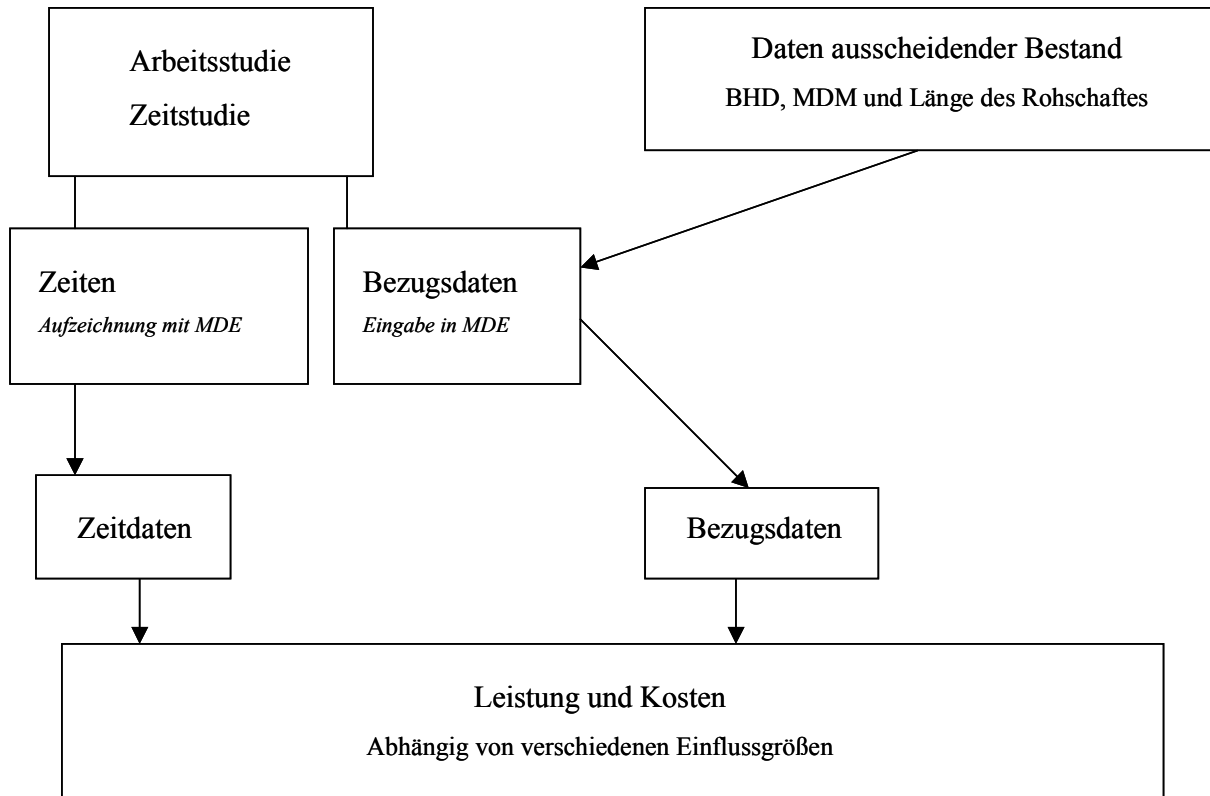 Arbeitsstudie
Zeitstudie
Daten ausscheidender Bestand
BHD, MDM und Länge des Rohschaftes
Zeiten
Aufzeichnung mit MDE
Bezugsdaten
Eingabe in MDE
Zeitdaten
Bezugsdaten
Leistung und Kosten
Abhängig von verschiedenen Einflussgrößen